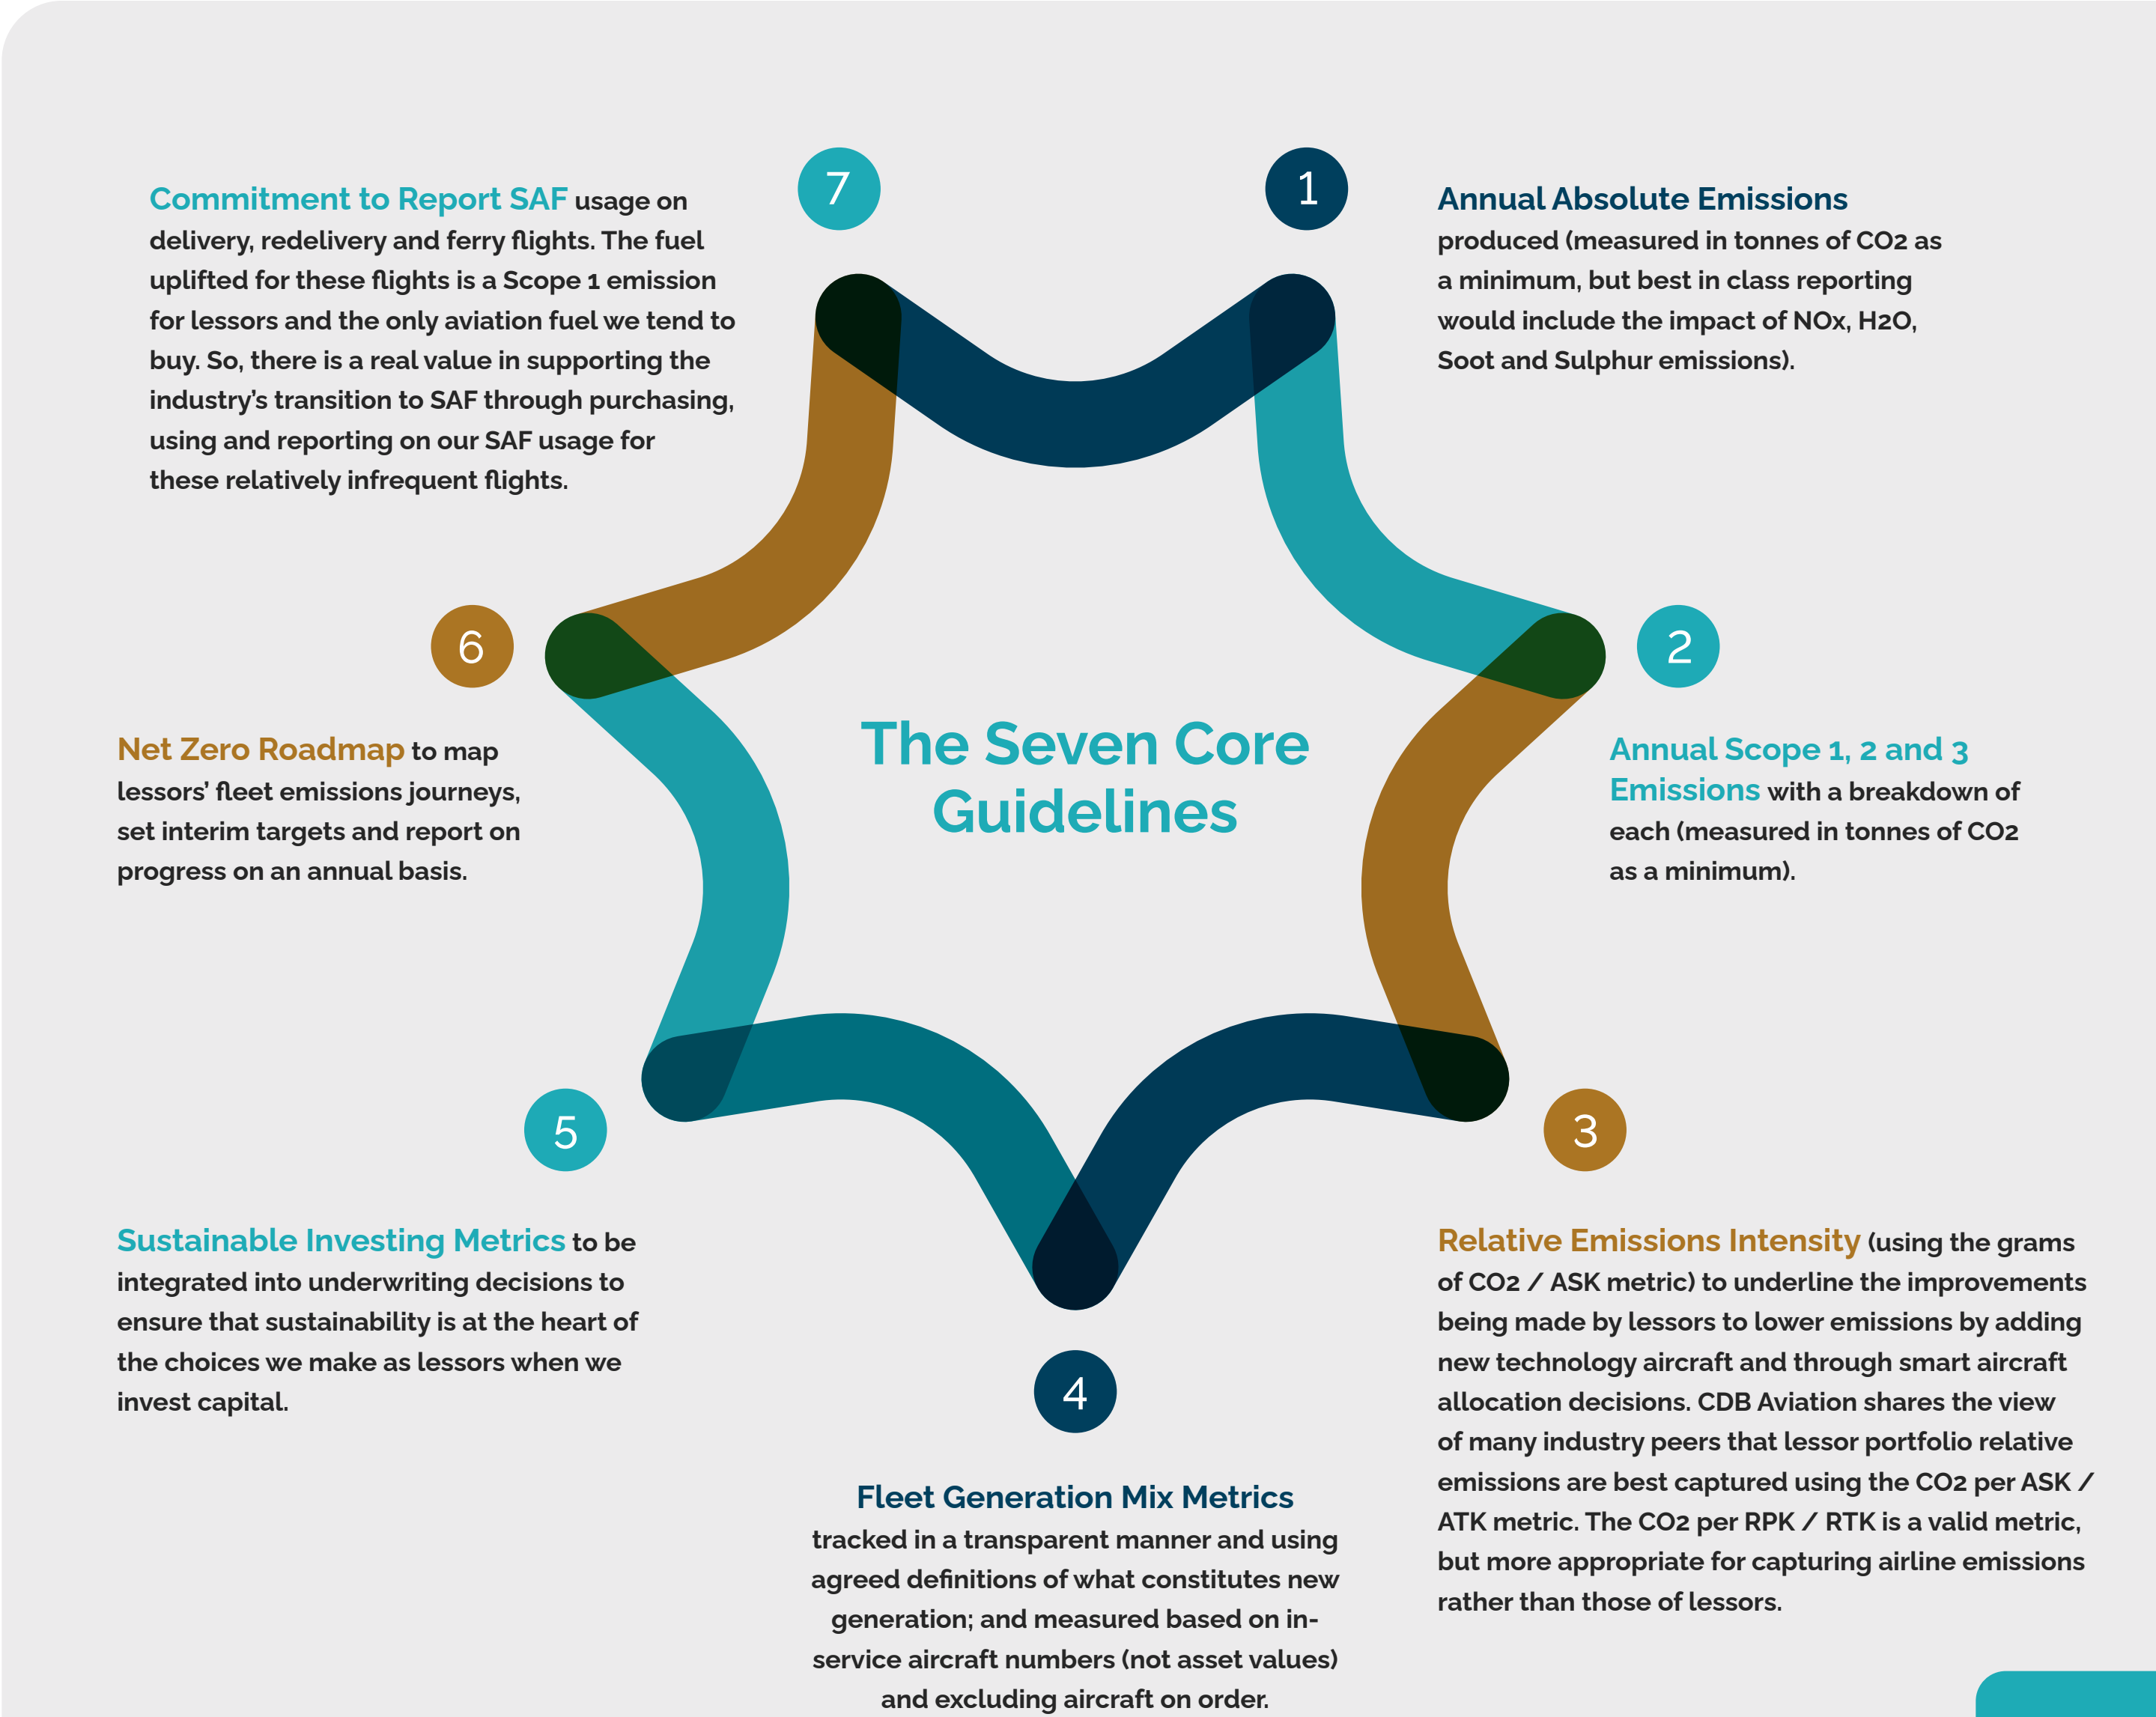 The Seven Core
Guidelines
1
Annual Absolute Emissions
produced (measured in tonnes of CO2 as
a minimum, but best in class reporting
would include the impact of NOx, H2O,
Soot and Sulphur emissions).
2
Annual Scope 1, 2 and 3
Emissions with a breakdown of
each (measured in tonnes of CO2
as a minimum).
3
Relative Emissions Intensity (using the grams
of CO2 / ASK metric) to underline the improvements
being made by lessors to lower emissions by adding
new technology aircraft and through smart aircraft
allocation decisions. CDB Aviation shares the view
of many industry peers that lessor portfolio relative
emissions are best captured using the CO2 per ASK /
ATK metric. The CO2 per RPK / RTK is a valid metric,
but more appropriate for capturing airline emissions
rather than those of lessors.
4
Fleet Generation Mix Metrics
tracked in a transparent manner and using
agreed definitions of what constitutes new
generation; and measured based on in-
service aircraft numbers (not asset values)
and excluding aircraft on order.
5
Sustainable Investing Metrics to be
integrated into underwriting decisions to
ensure that sustainability is at the heart of
the choices we make as lessors when we
invest capital.
6
Net Zero Roadmap to map
lessors’ fleet emissions journeys,
set interim targets and report on
progress on an annual basis.
7
Commitment to Report SAF usage on
delivery, redelivery and ferry flights. The fuel
uplifted for these flights is a Scope 1 emission
for lessors and the only aviation fuel we tend to
buy. So, there is a real value in supporting the
industry’s transition to SAF through purchasing,
using and reporting on our SAF usage for
these relatively infrequent flights.